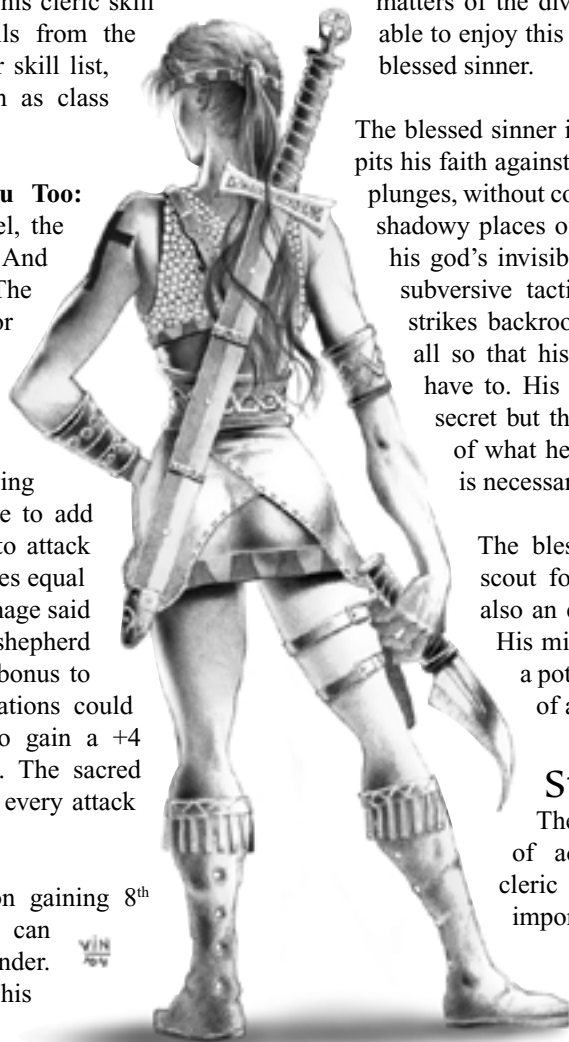 his cleric skill
lls from the
r skill list,
as class
u Too:
el, the
And
The
or
ing
e to add
to attack
es equal
mage said
shepherd
bonus to
ations could
o gain a +4
. The sacred
every attack
on gaining 8th
can
nder.
his
VIN
matters of the div
able to enjoy this
blessed sinner.
The blessed sinner i
pits his faith against
plunges, without co
shadowy places o
his god’s invisib
subversive tacti
strikes backroo
all so that his
have to. His
secret but th
of what he
is necessar
The bles
scout fo
also an
His mi
a pot
of a
S
The
of ac
cleric
impor